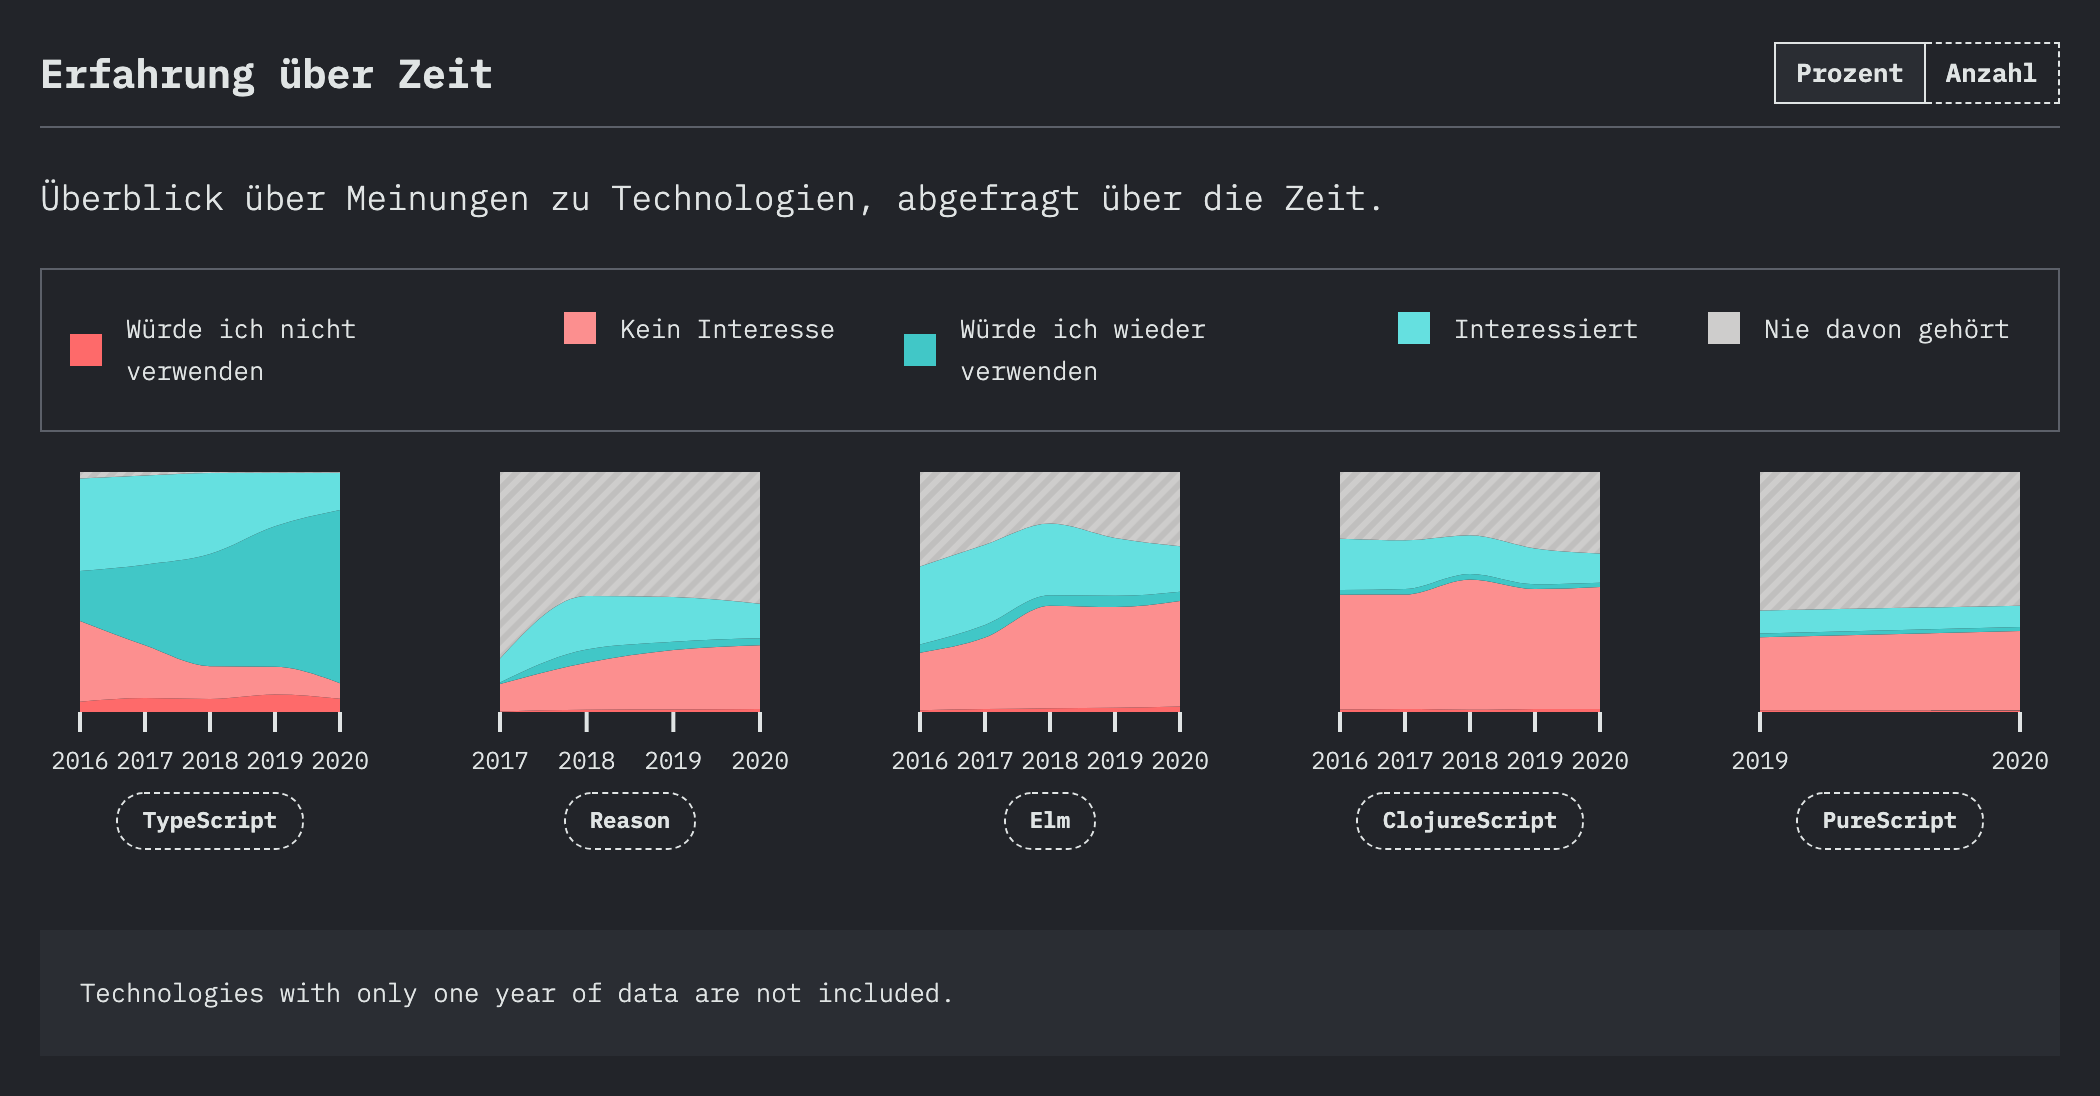 Erfahrung über Zeit
Prozent Anzahl
Überblick über Meinungen zu Technologien, abgefragt über die Zeit.
Würde ich nicht verwenden
Kein Interesse
Würde ich wieder verwenden
Interessiert
Nie davon gehört
2016 2017 2018 2019 2020
TypeScript
2017 2018 2019 2020
Reason
2016 2017 2018 2019 2020
Elm
2016 2017 2018 2019 2020
ClojureScript
2019 2020
PureScript
Technologies with only one year of data are not included.